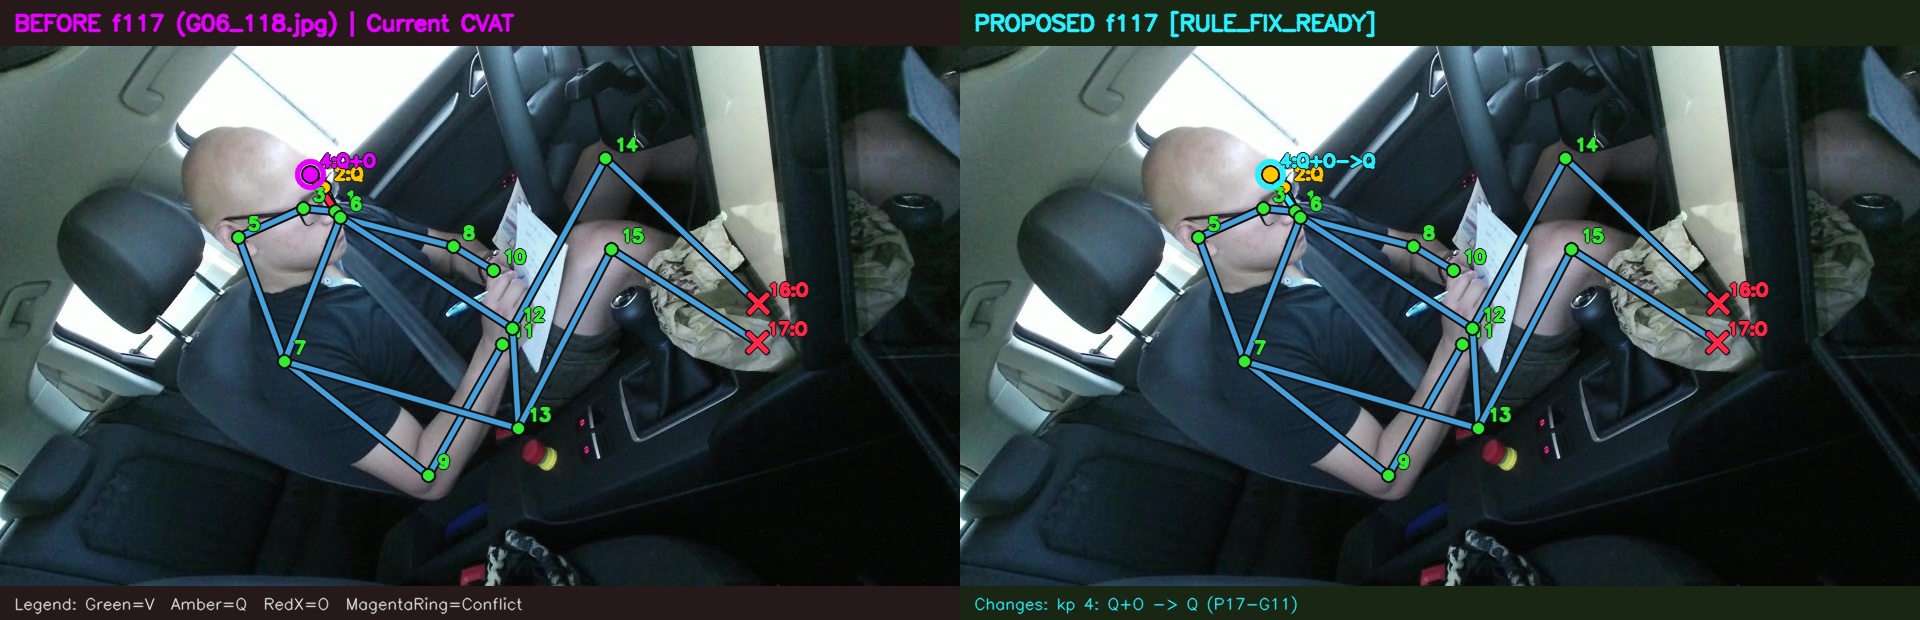 BEFORE f117 (G06_118.jpg) | Current CVAT
PROPOSED f117 [RULE_FIX_READY]
4:Q+O
2:Q
3
1
6
5
8
10
14
15
12
1
7
13
9
16:O
17:O
4:Q+O->Q
2:Q
3
1
6
5
8
10
14
15
12
11
7
13
9
16:O
17:O
Legend: Green=V Amber=Q RedX=O MagentaRing=Conflict
Changes: kp 4: Q+O -> Q (P17-G11)